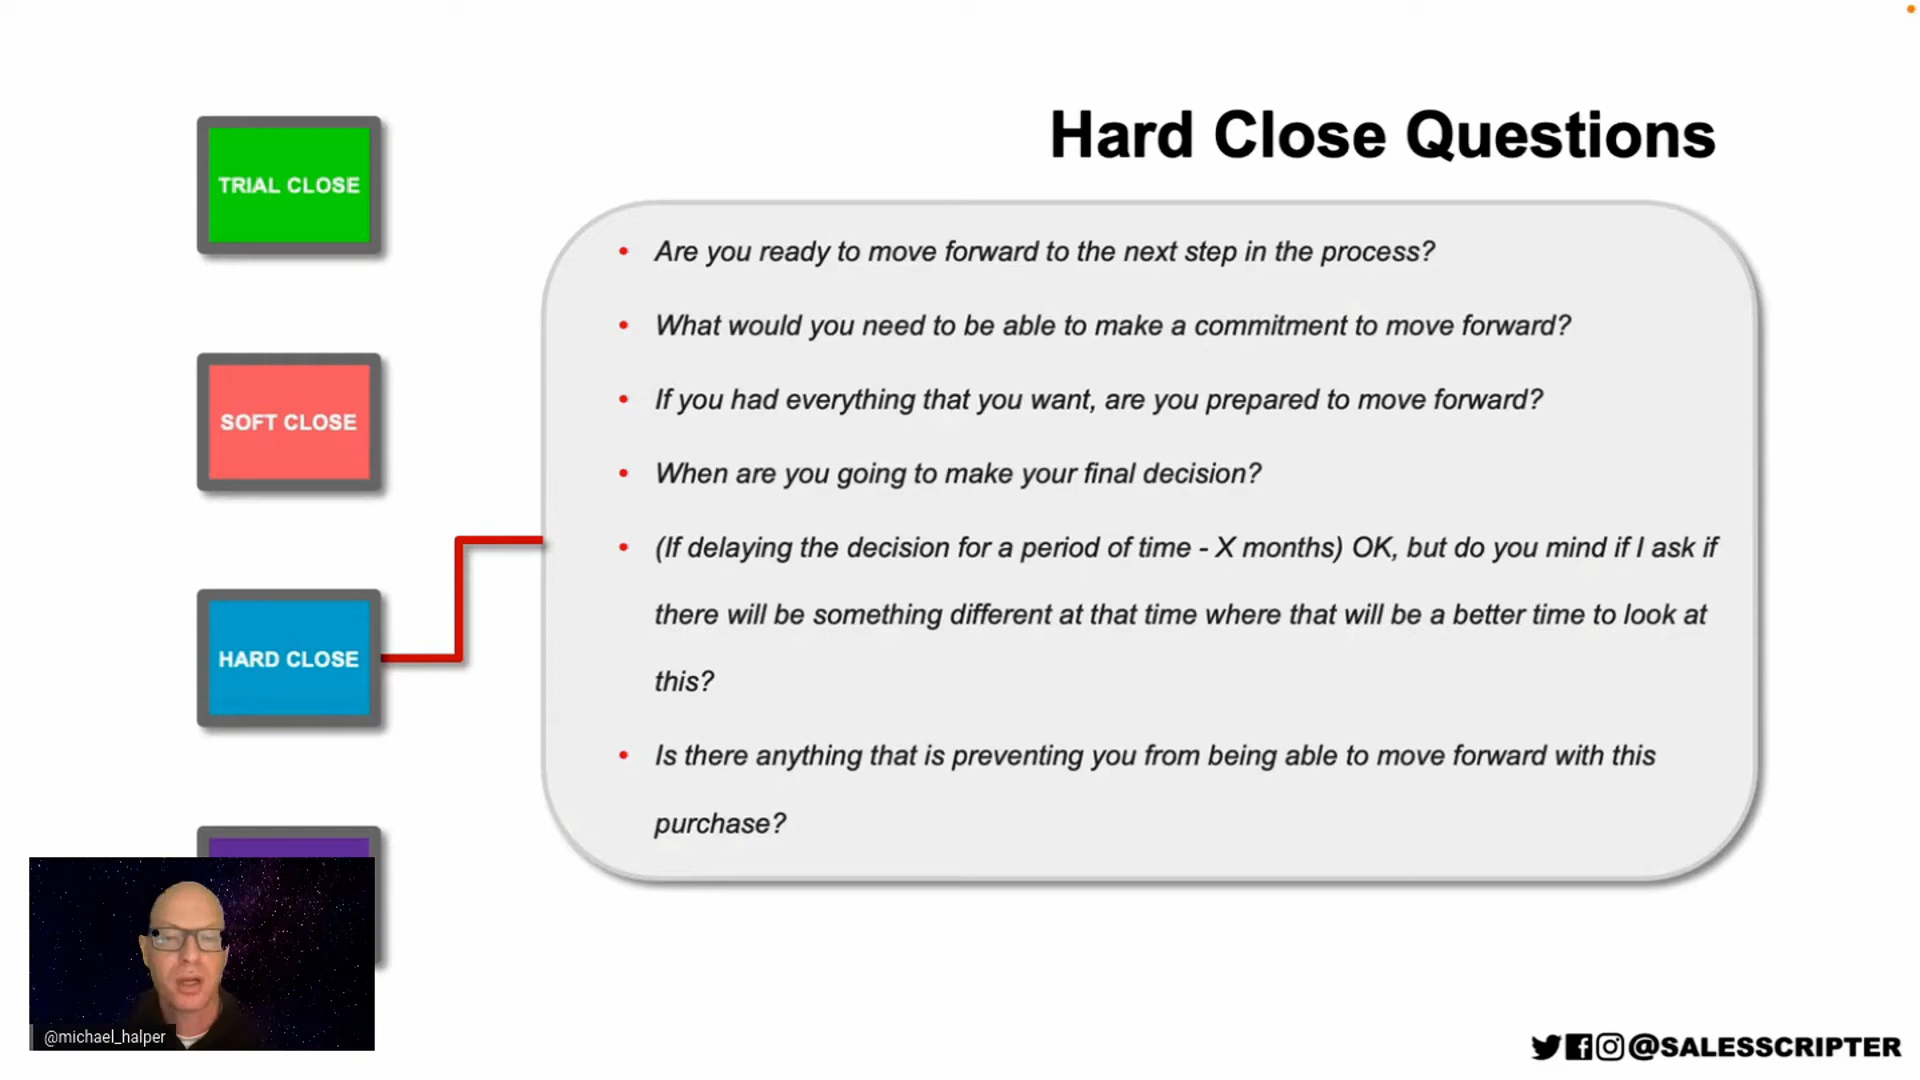 Hard Close Questions
TRIAL CLOSE
SOFT CLOSE
HARD CLOSE
• Are you ready to move forward to the next step in the process?
• What would you need to be able to make a commitment to move forward?
• If you had everything that you want, are you prepared to move forward?
• When are you going to make your final decision?
• (If delaying the decision for a period of time - X months) OK, but do you mind if I ask if
there will be something different at that time where that will be a better time to look at
this?
• Is there anything that is preventing you from being able to move forward with this
purchase?
@michael_halper
@SALESSCRIPTER